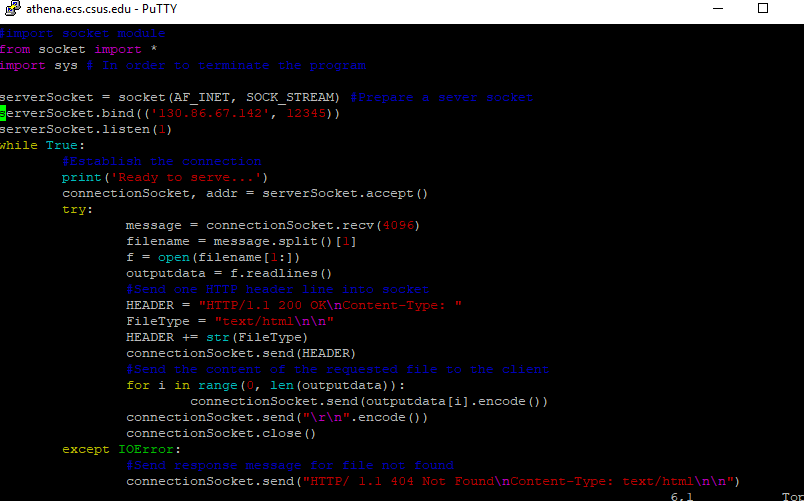 athena.ecs.csus.edu - PuTTY
#import socket module
from socket import *
import sys # In order to terminate the program
serverSocket = socket(AF_INET, SOCK_STREAM) #Prepare a sever socket
serverSocket.bind(('130.86.67.142', 12345))
serverSocket.listen(1)
while True:
        #Establish the connection
        print('Ready to serve...')
        connectionSocket, addr = serverSocket.accept()
        try:
                message = connectionSocket.recv(4096)
                filename = message.split()[1]
                f = open(filename[1:])
                outputdata = f.readlines()
                #Send one HTTP header line into socket
                HEADER = "HTTP/1.1 200 OK\nContent-Type: "
                FileType = "text/html\n\n"
                HEADER += str(FileType)
                connectionSocket.send(HEADER)
                #Send the content of the requested file to the client
                for i in range(0, len(outputdata)):
                        connectionSocket.send(outputdata[i].encode())
                connectionSocket.send("\r\n".encode())
                connectionSocket.close()
        except IOError:
                #Send response message for file not found
                connectionSocket.send("HTTP/ 1.1 404 Not Found\nContent-Type: text/html\n\n")
6,1 Top